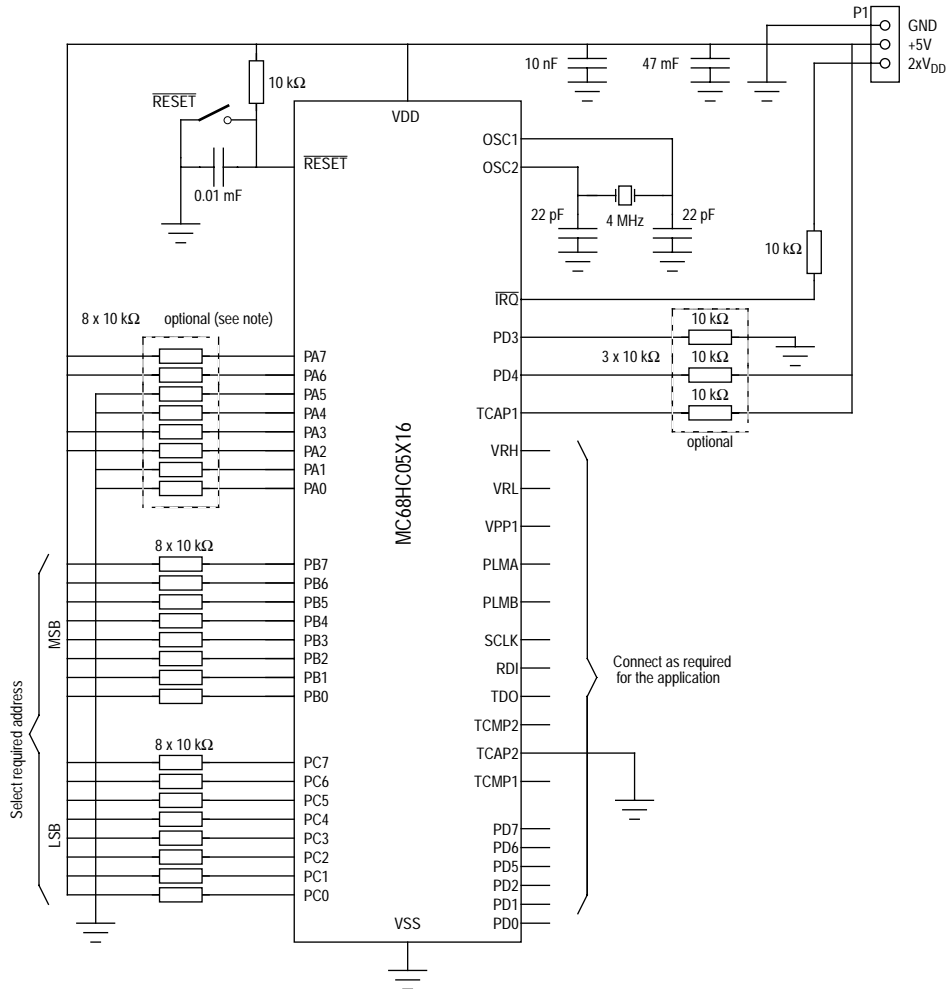 P1
GND
+5V
2xVDD
10 nF
47 mF
10 kΩ
RESET
0.01 mF
RESET
VDD
OSC1
OSC2
22 pF
4 MHz
22 pF
10 kΩ
IRQ
8 x 10 kΩ
optional (see note)
PA7
PA6
PA5
PA4
PA3
PA2
PA1
PA0
PD3
PD4
TCAP1
3 x 10 kΩ
10 kΩ
10 kΩ
10 kΩ
optional
MC68HC05X16
8 x 10 kΩ
PB7
PB6
PB5
PB4
PB3
PB2
PB1
PB0
MSB
Select required address
LSB
8 x 10 kΩ
PC7
PC6
PC5
PC4
PC3
PC2
PC1
PC0
VRH
VRL
VPP1
PLMA
PLMB
SCLK
RDI
TDO
TCMP2
TCAP2
TCMP1
PD7
PD6
PD5
PD2
PD1
PD0
Connect as required
for the application
VSS